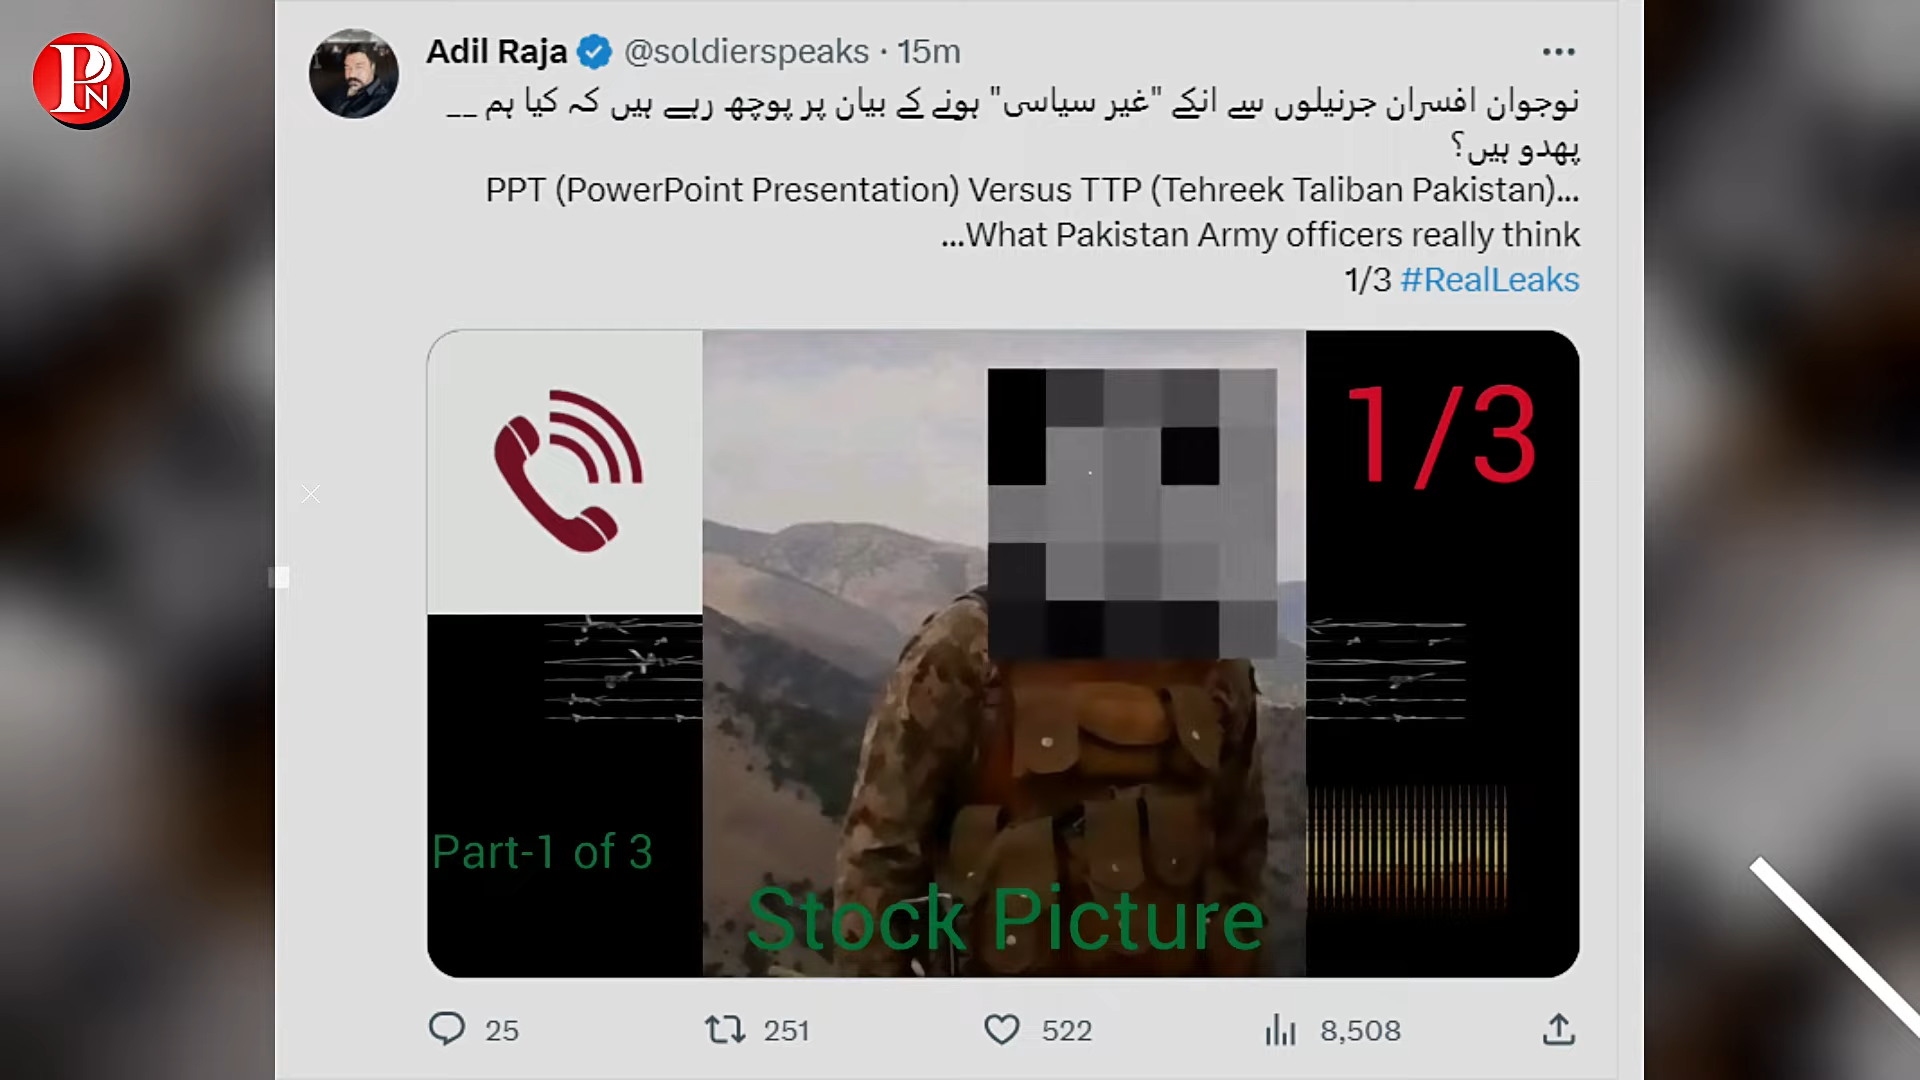 PN
Adil Raja @soldierspeaks · 15m
نوجوان افسران جرنیلوں سے انکے "غیر سیاسی" ہونے کے بیان پر پوچھ رہے ہیں کہ کیا ہم __
پھدو ہیں؟
PPT (PowerPoint Presentation) Versus TTP (Tehreek Taliban Pakistan)...
...What Pakistan Army officers really think
1/3 #RealLeaks
1/3
Part-1 of 3
Stock Picture
25 251 522 8,508